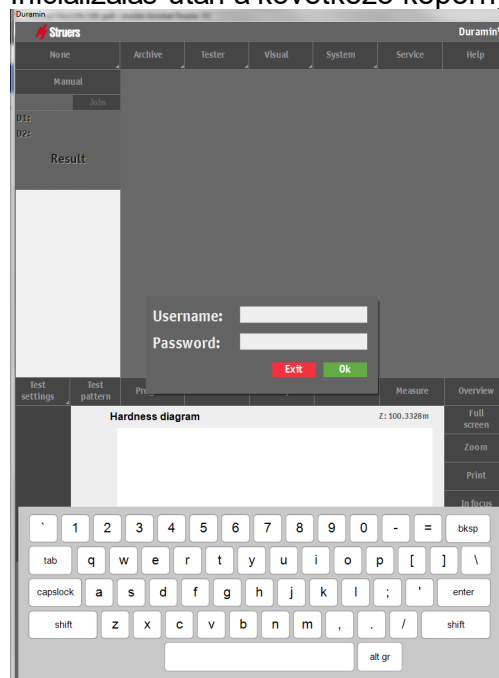 Inicializálás után a következő képern
Duramin
Struers Duramin
None Archive Tester Visual System Service Help
Manual
Jobs
D1:
D2:
Result
Username:
Password:
Exit Ok
Test settings Test pattern Measure Overview
Hardness diagram Z: 100.3328m Full screen
Zoom
Print
In focus
` 1 2 3 4 5 6 7 8 9 0 - = bksp
tab q w e r t y u i o p [ ] \
capslock a s d f g h j k l ; ' enter
shift z x c v b n m , . / shift
alt gr